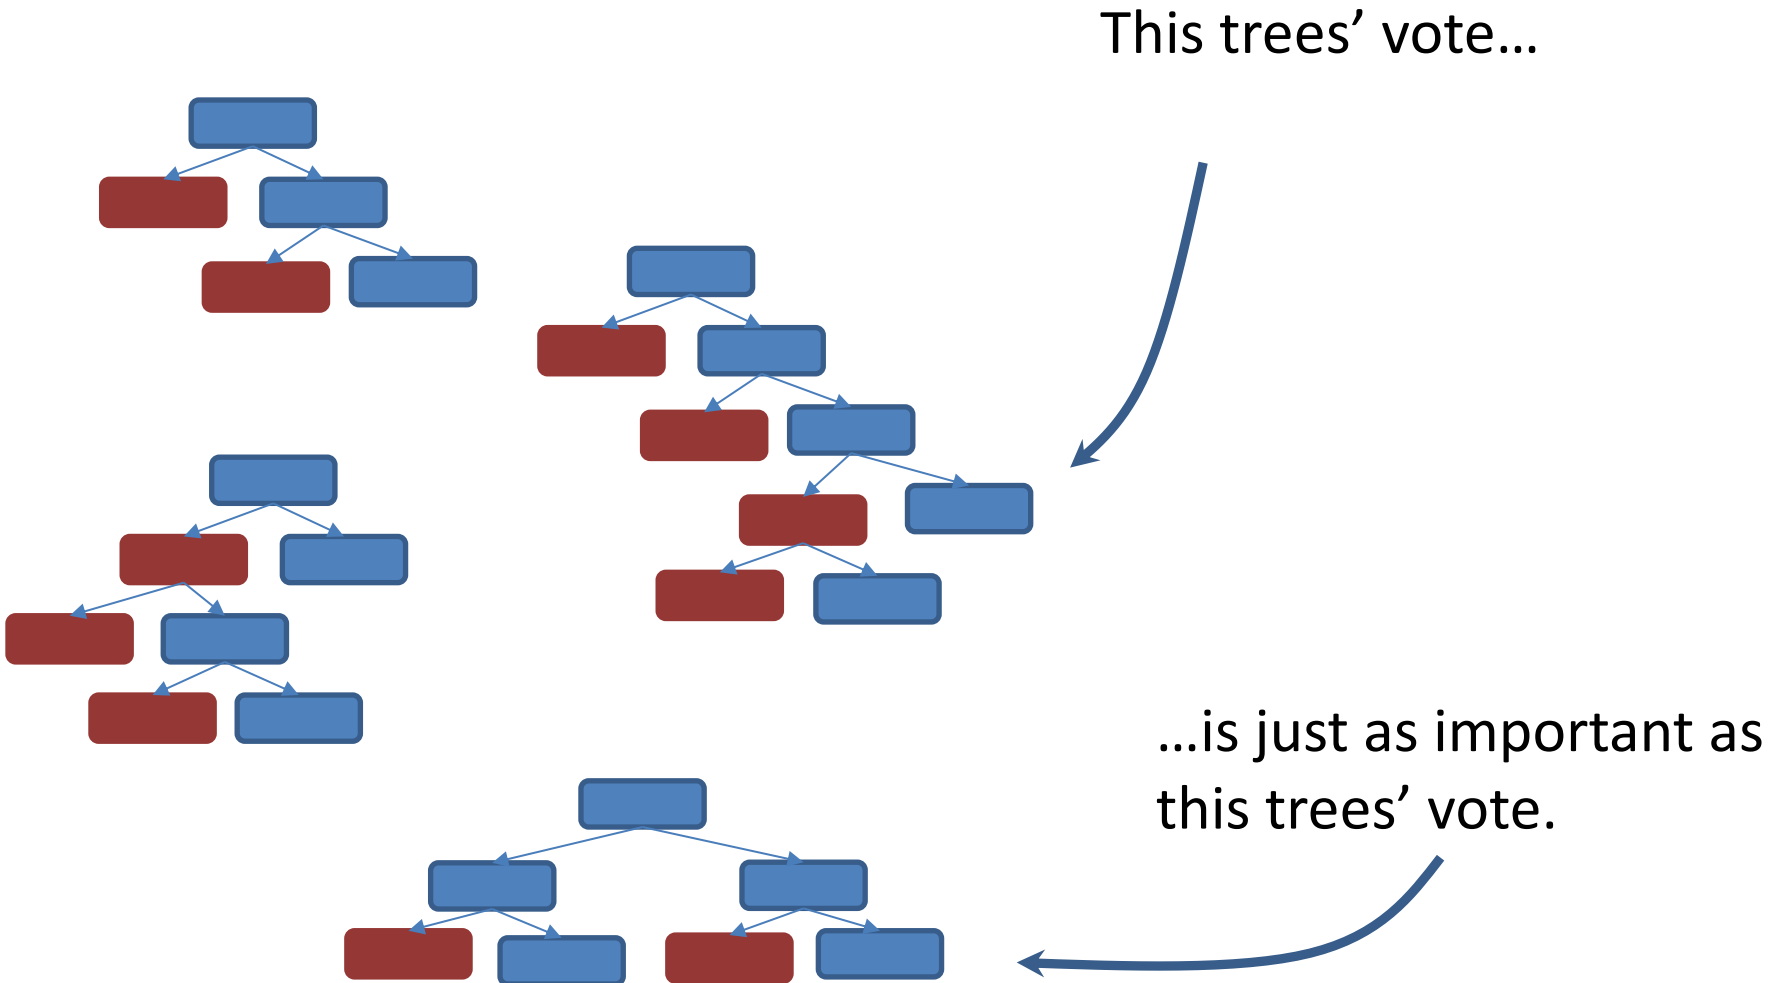 This trees’ vote…
…is just as important as
this trees’ vote.